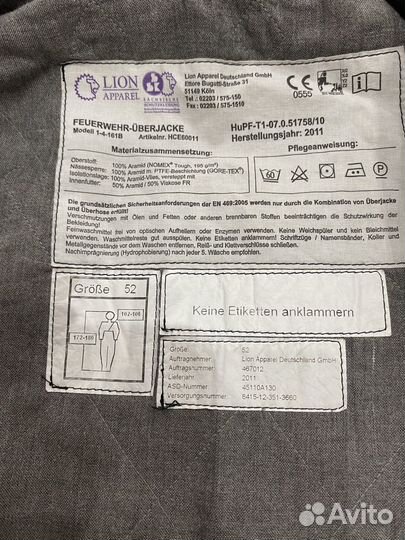 LION
APPAREL
SÄCHSISCHE
SCHUTZKLEIDUNG
Lion Apparel Deutschland GmbH
Ettore Bugatti-Straße 31
51149 Köln
Tel. 02203 / 575-150
Fax / 02203 / 575-1510
CE
0555
FEUERWEHR-ÜBERJACKE
Modell 1-4-161B Artikelnr. HCE60011
HuPF-T1-07.0.51758/10
Herstellungsjahr: 2011
Materialzusammensetzung:
Pflegeanweisung:
Oberstoff: 100% Aramid (NOMEX® Tough, 195 g/m²)
Nässesperre: 100% Aramid m. PTFE-Beschichtung (GORE-TEX®)
Isolationslage: 100% Aramid-Vlies, versteppt mit
Innenfutter: 50% Aramid / 50% Viskose FR
60
P
Die grundsätzlichen Sicherheitsanforderungen der EN 469:2005 werden nur durch die Kombination von Überjacke
und Überhose erfüllt!
Verschmutzungen mit Ölen und Fetten oder anderen brennbaren Stoffen beeinträchtigen die Schutzwirkung der
Bekleidung!
Feinwaschmittel frei von optischen Aufhellern oder Enzymen verwenden. Keine Weichspüler und kein Bleichmittel
verwenden. Waschmittelreste gut ausspülen. Keine Etiketten anklammern! Schriftzüge / Namensbänder, Koller und
Metallgegenstände vor dem Waschen entfernen, Reiß- und Klettverschlüsse schließen.
Nachimprägnierung (Hydrophobierung) nach jeder 5. Wäsche empfohlen.
Größe 52
102-106
172-180
Keine Etiketten anklammern
Größe: 52
Auftragnehmer: Lion Apparel Deutschland GmbH
Auftragsnummer: 467012
Lieferjahr: 2011
ASD-Nummer: 45110A130
Versorgungsnummer: 8415-12-351-3660
Avito